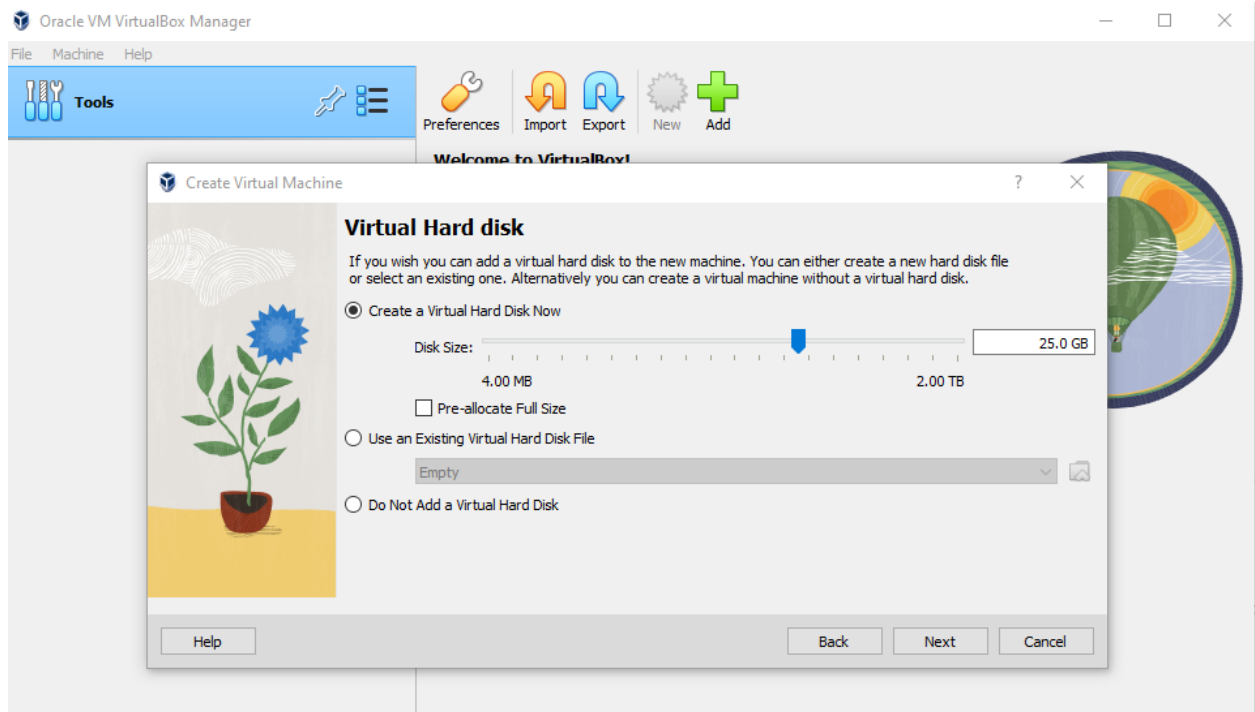 Oracle VM VirtualBox Manager
File Machine Help
Tools
Preferences Import Export New Add
Welcome to VirtualBox!
Create Virtual Machine ?
Virtual Hard disk
If you wish you can add a virtual hard disk to the new machine. You can either create a new hard disk file
or select an existing one. Alternatively you can create a virtual machine without a virtual hard disk.
Create a Virtual Hard Disk Now
Disk Size: 25.0 GB
4.00 MB 2.00 TB
Pre-allocate Full Size
Use an Existing Virtual Hard Disk File
Empty
Do Not Add a Virtual Hard Disk
Help Back Next Cancel